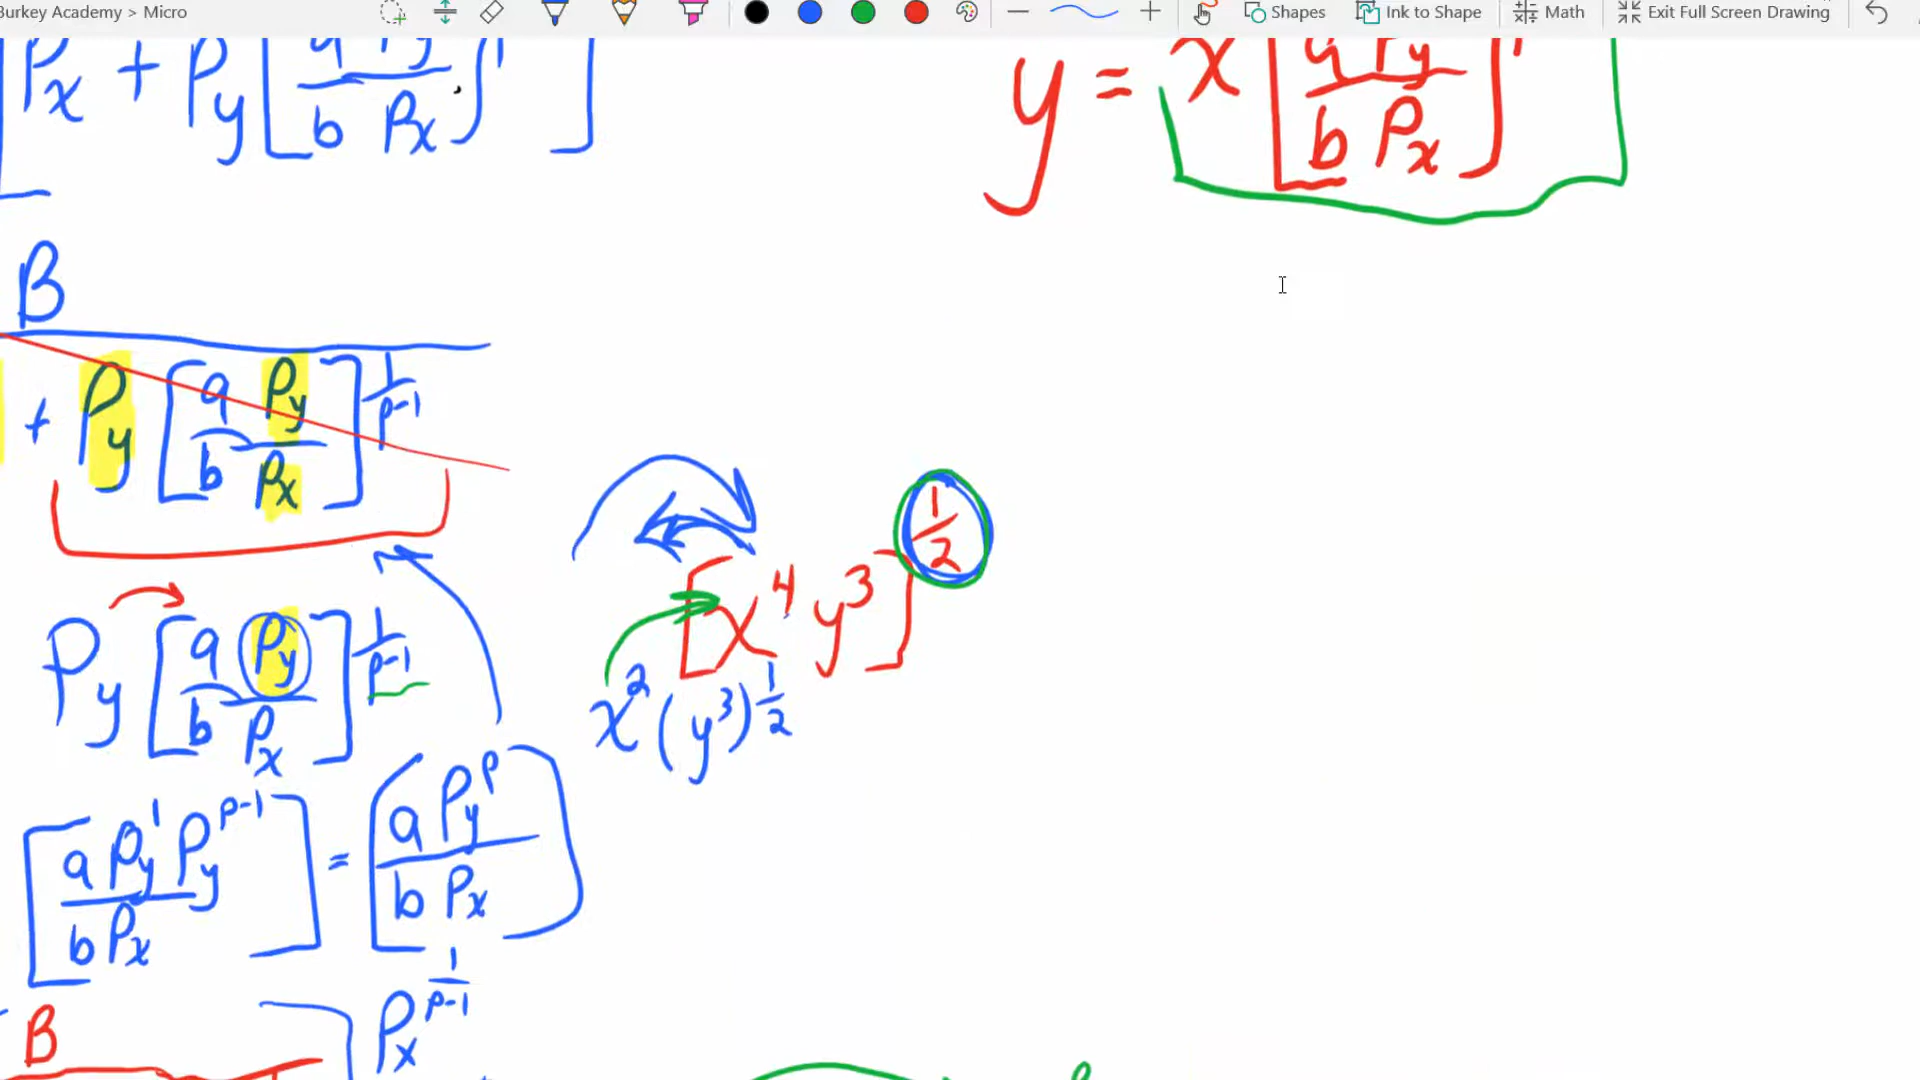 Burkey Academy > Micro
Shapes
Ink to Shape
Math
Exit Full Screen Drawing
Px + Py [a Py / b Px]
y = x [a Py / b Px]
B
+ Py [a Py / b Px]^(1/(ρ-1))
[x^4 y^3]^(1/2)
x^2 (y^3)^(1/2)
Py [a Py / b Px]^(1/(ρ-1))
[a Py^1 Py^(ρ-1) / b Px] = [a Py^ρ / b Px]
B
Px^(1/(ρ-1))